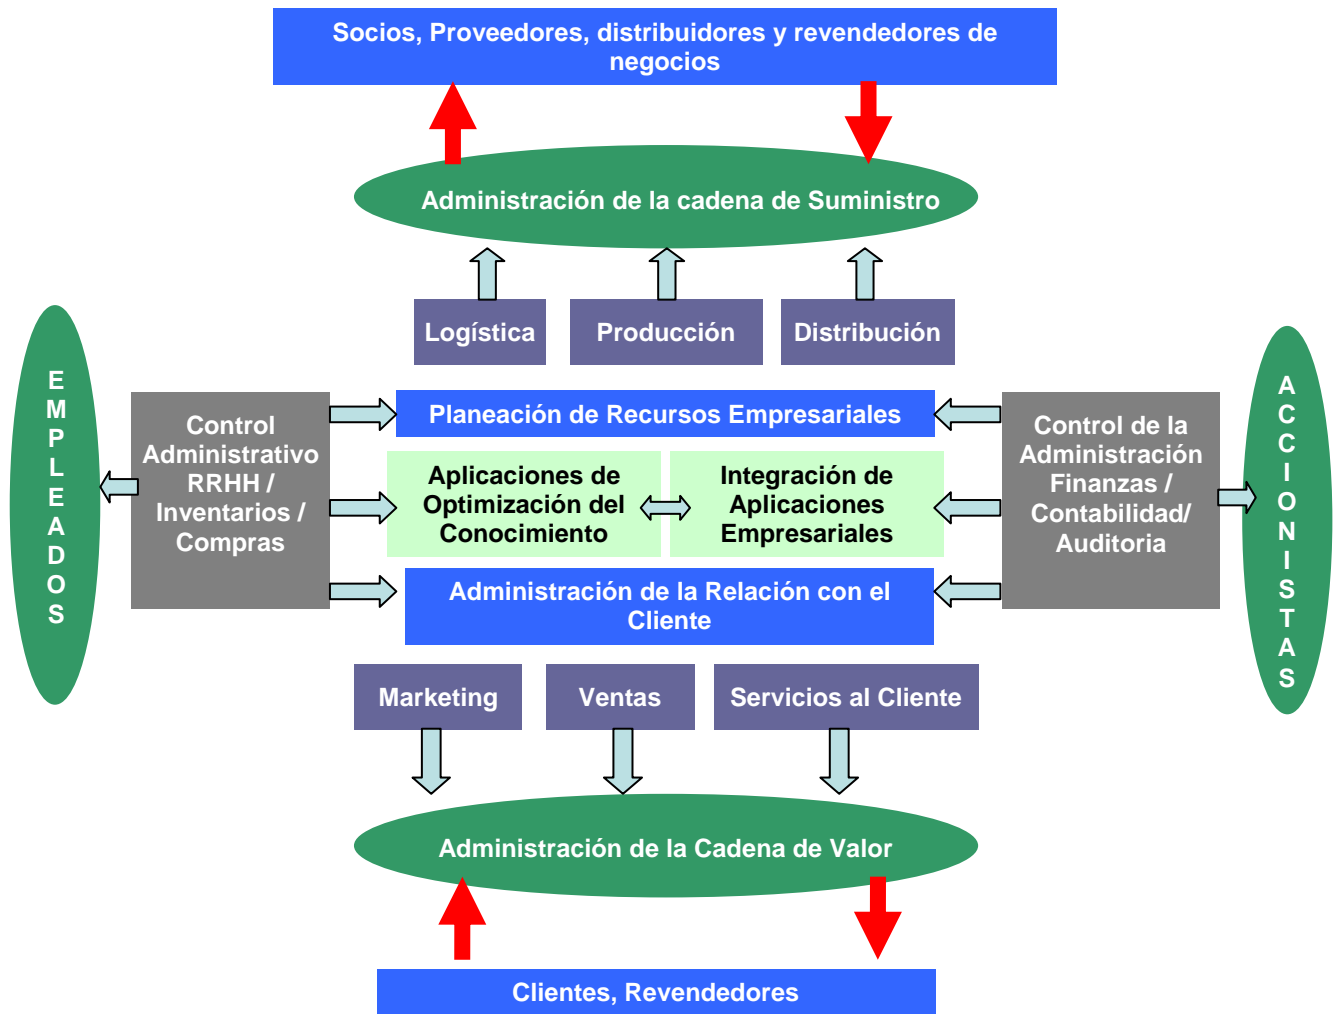 Socios, Proveedores, distribuidores y revendedores de
negocios
Administración de la cadena de Suministro
Logística
Producción
Distribución
EMPLEADOS
Control
Administrativo
RRHH /
Inventarios /
Compras
Planeación de Recursos Empresariales
Aplicaciones de
Optimización del
Conocimiento
Integración de
Aplicaciones
Empresariales
Administración de la Relación con el
Cliente
Control de la
Administración
Finanzas /
Contabilidad/
Auditoria
ACCIONISTAS
Marketing
Ventas
Servicios al Cliente
Administración de la Cadena de Valor
Clientes, Revendedores